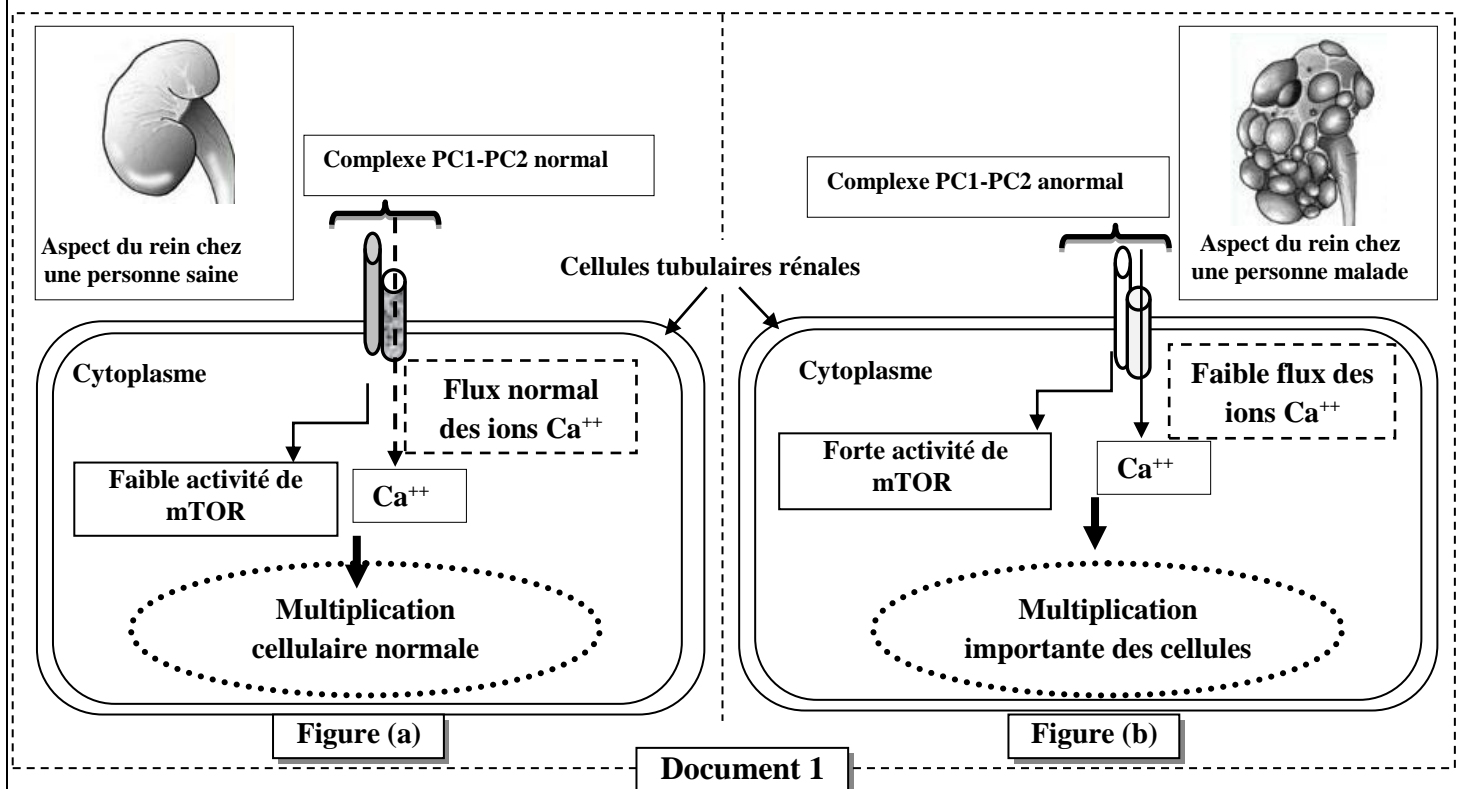 Complexe PC1-PC2 normal
Aspect du rein chez
une personne saine
Cellules tubulaires rénales
Complexe PC1-PC2 anormal
Aspect du rein chez
une personne malade
Cytoplasme
Flux normal
des ions Ca⁺⁺
Faible activité de
mTOR
Ca⁺⁺
Multiplication
cellulaire normale
Figure (a)
Cytoplasme
Faible flux des
ions Ca⁺⁺
Forte activité de
mTOR
Ca⁺⁺
Multiplication
importante des cellules
Figure (b)
Document 1